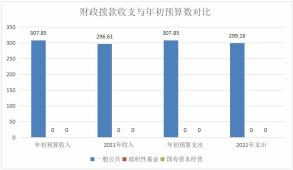 财政拨款收支与年初预算数对比
350
300
250
200
150
100
50
0
307.85
0
0
296.61
0
0
307.85
0
0
299.16
0
0
年初预算收入
2021年收入
年初预算支出
2021年支出
一般公共
政府性基金
国有资本经营